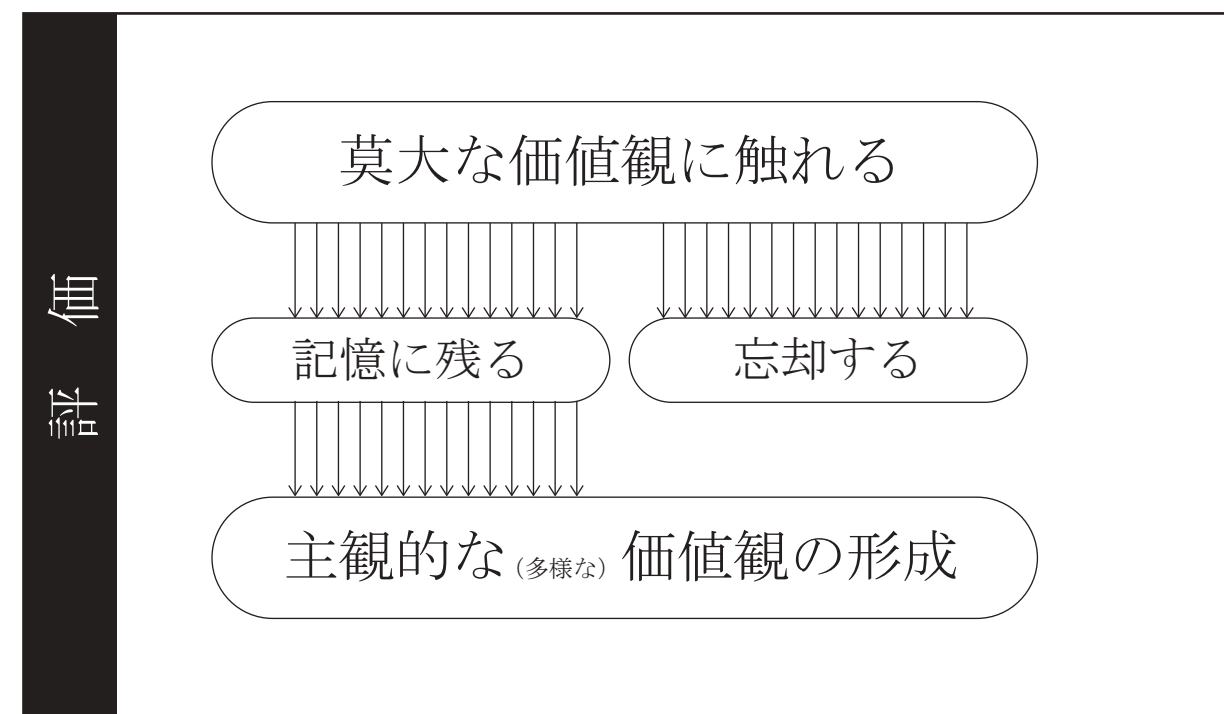 評価
莫大な価値観に触れる
記憶に残る
忘却する
主観的な(多様な)価値観の形成